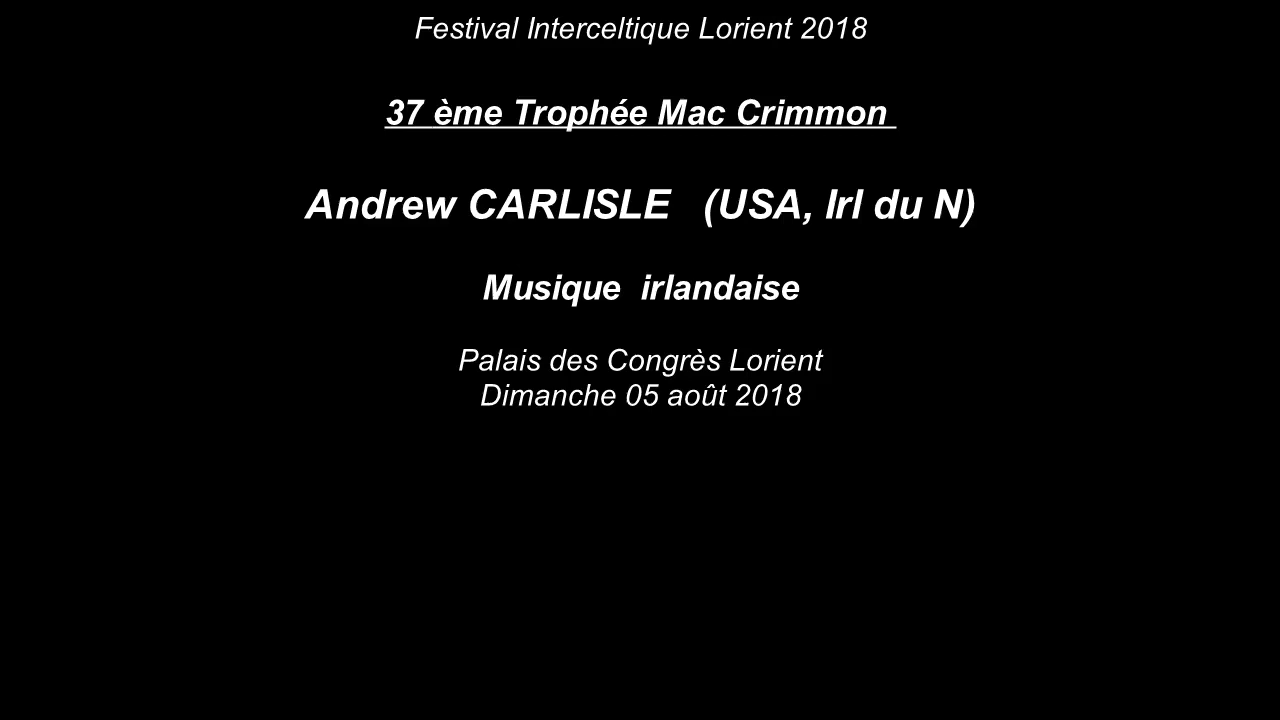 Festival Interceltique Lorient 2018
37 ème Trophée Mac Crimmon
Andrew CARLISLE (USA, Irl du N)
Musique irlandaise
Palais des Congrès Lorient
Dimanche 05 août 2018